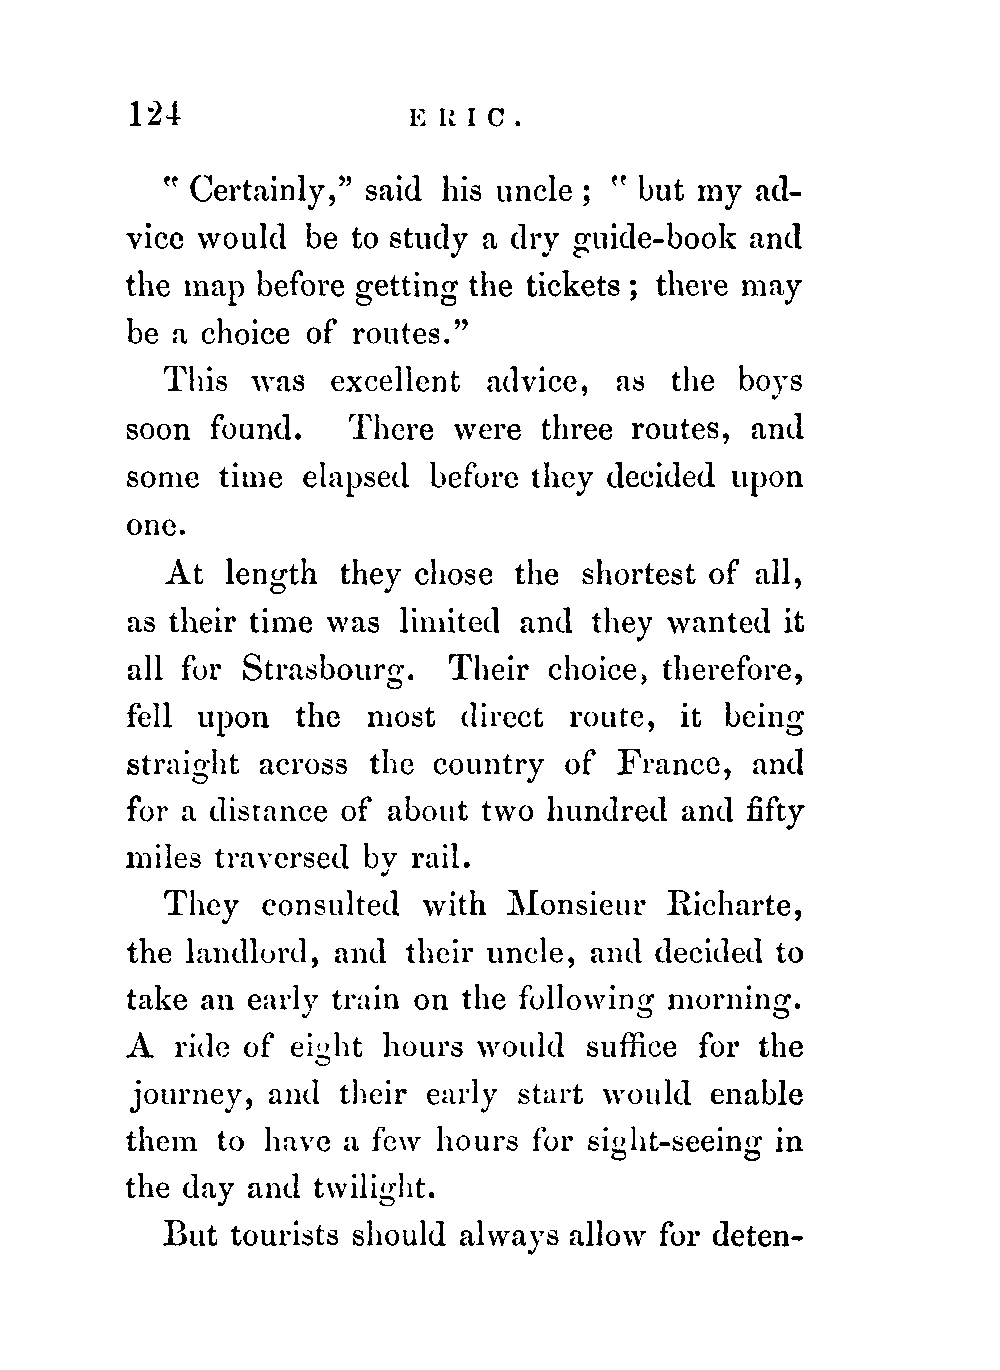 124 ERIC.
" Certainly," said his uncle ; " but my ad-
vice would be to study a dry guide-book and
the map before getting the tickets ; there may
be a choice of routes."
This was excellent advice, as the boys
soon found. There were three routes, and
some time elapsed before they decided upon
one.
At length they chose the shortest of all,
as their time was limited and they wanted it
all for Strasbourg. Their choice, therefore,
fell upon the most direct route, it being
straight across the country of France, and
for a distance of about two hundred and fifty
miles traversed by rail.
They consulted with Monsieur Richarte,
the landlord, and their uncle, and decided to
take an early train on the following morning.
A ride of eight hours would suffice for the
journey, and their early start would enable
them to have a few hours for sight-seeing in
the day and twilight.
But tourists should always allow for deten-